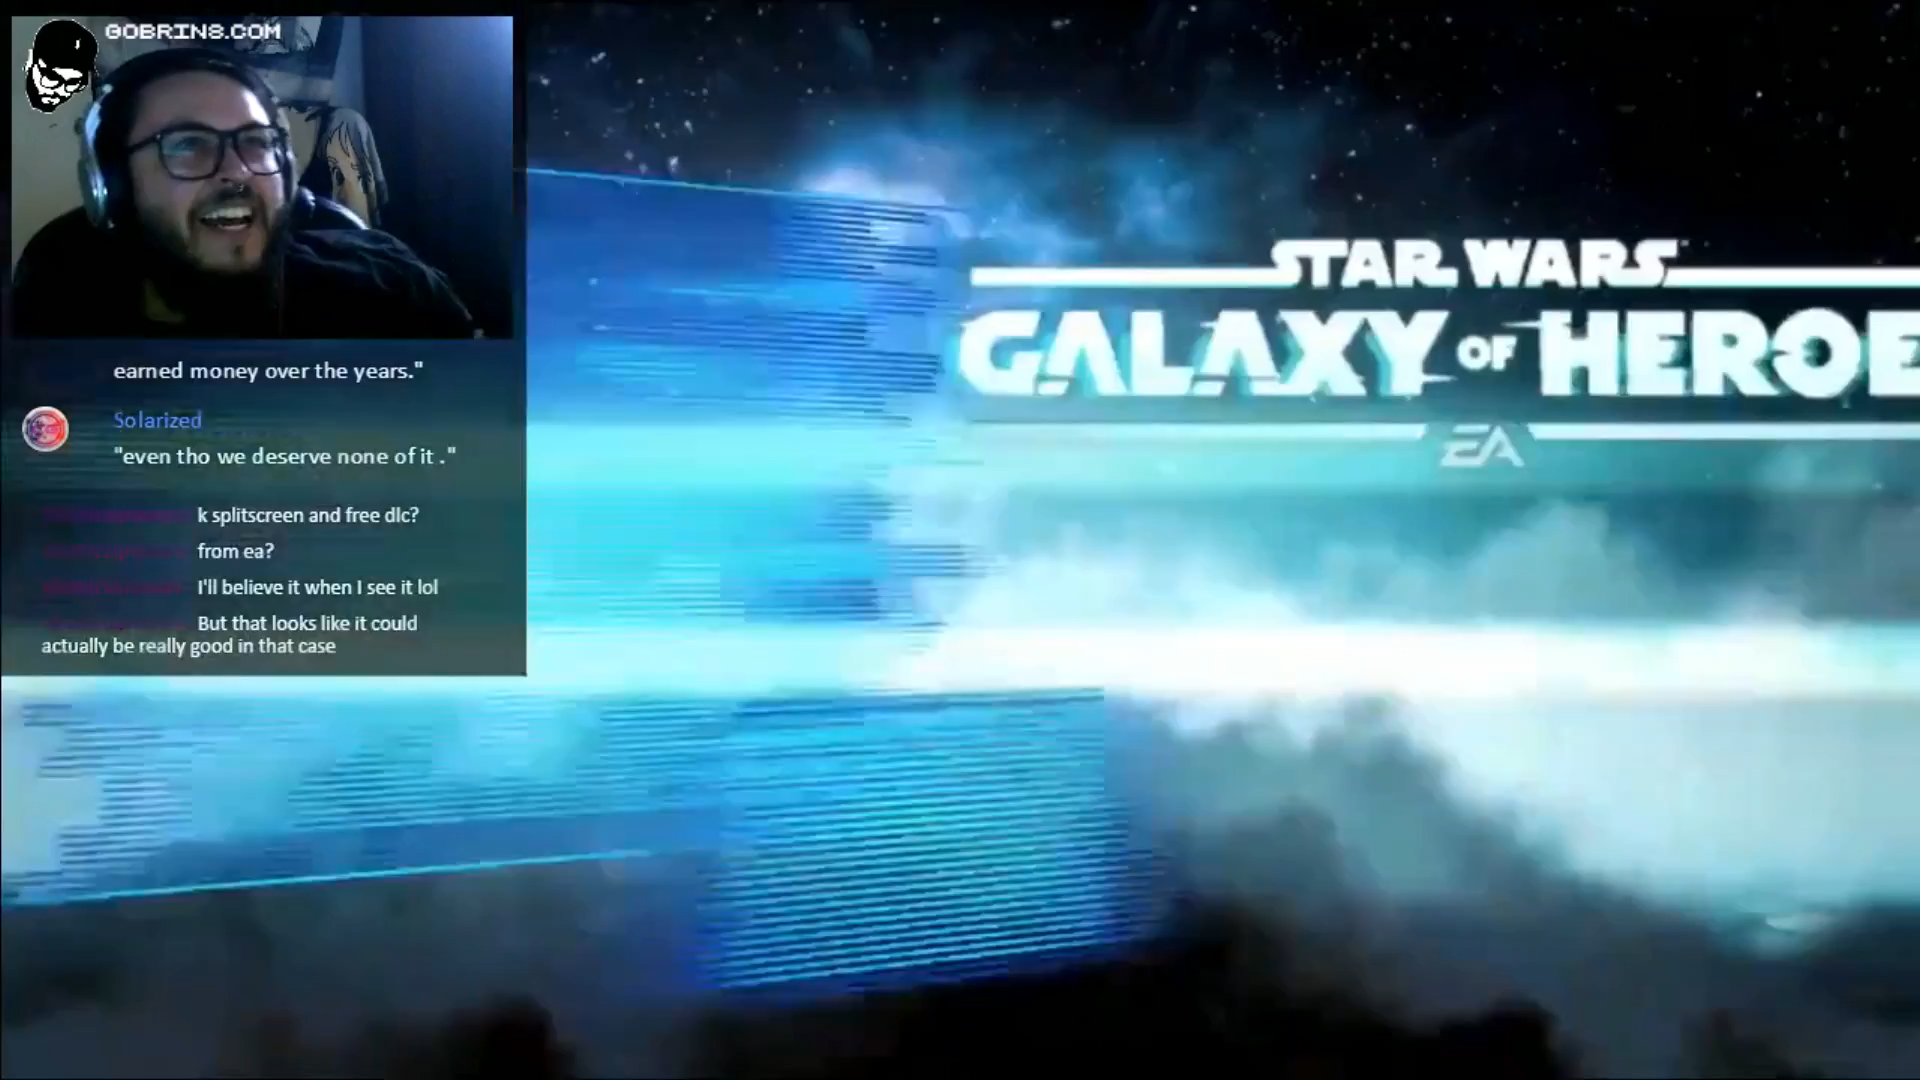 GOBRINS.COM
earned money over the years."
Solarized
"even tho we deserve none of it ."
k splitscreen and free dlc?
from ea?
I'll believe it when I see it lol
But that looks like it could
actually be really good in that case
STAR WARS
GALAXY OF HEROE
EA